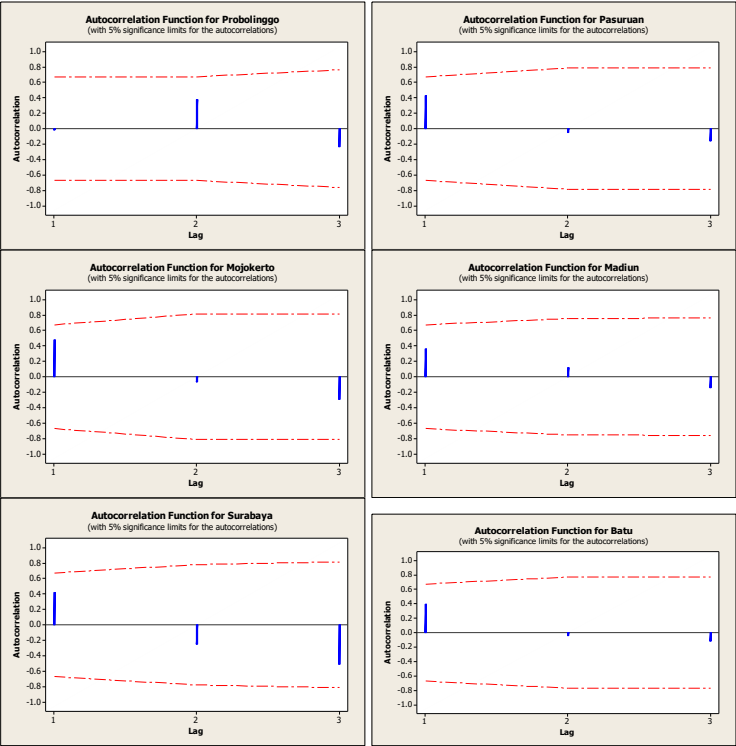 Autocorrelation Function for Probolinggo
(with 5% significance limits for the autocorrelations)
1.0
0.8
0.6
0.4
0.2
0.0
-0.2
-0.4
-0.6
-0.8
-1.0
Autocorrelation
1 2 3
Lag
Autocorrelation Function for Pasuruan
(with 5% significance limits for the autocorrelations)
1.0
0.8
0.6
0.4
0.2
0.0
-0.2
-0.4
-0.6
-0.8
-1.0
Autocorrelation
1 2 3
Lag
Autocorrelation Function for Mojokerto
(with 5% significance limits for the autocorrelations)
1.0
0.8
0.6
0.4
0.2
0.0
-0.2
-0.4
-0.6
-0.8
-1.0
Autocorrelation
1 2 3
Lag
Autocorrelation Function for Madiun
(with 5% significance limits for the autocorrelations)
1.0
0.8
0.6
0.4
0.2
0.0
-0.2
-0.4
-0.6
-0.8
-1.0
Autocorrelation
1 2 3
Lag
Autocorrelation Function for Surabaya
(with 5% significance limits for the autocorrelations)
1.0
0.8
0.6
0.4
0.2
0.0
-0.2
-0.4
-0.6
-0.8
-1.0
Autocorrelation
1 2 3
Lag
Autocorrelation Function for Batu
(with 5% significance limits for the autocorrelations)
1.0
0.8
0.6
0.4
0.2
0.0
-0.2
-0.4
-0.6
-0.8
-1.0
Autocorrelation
1 2 3
Lag